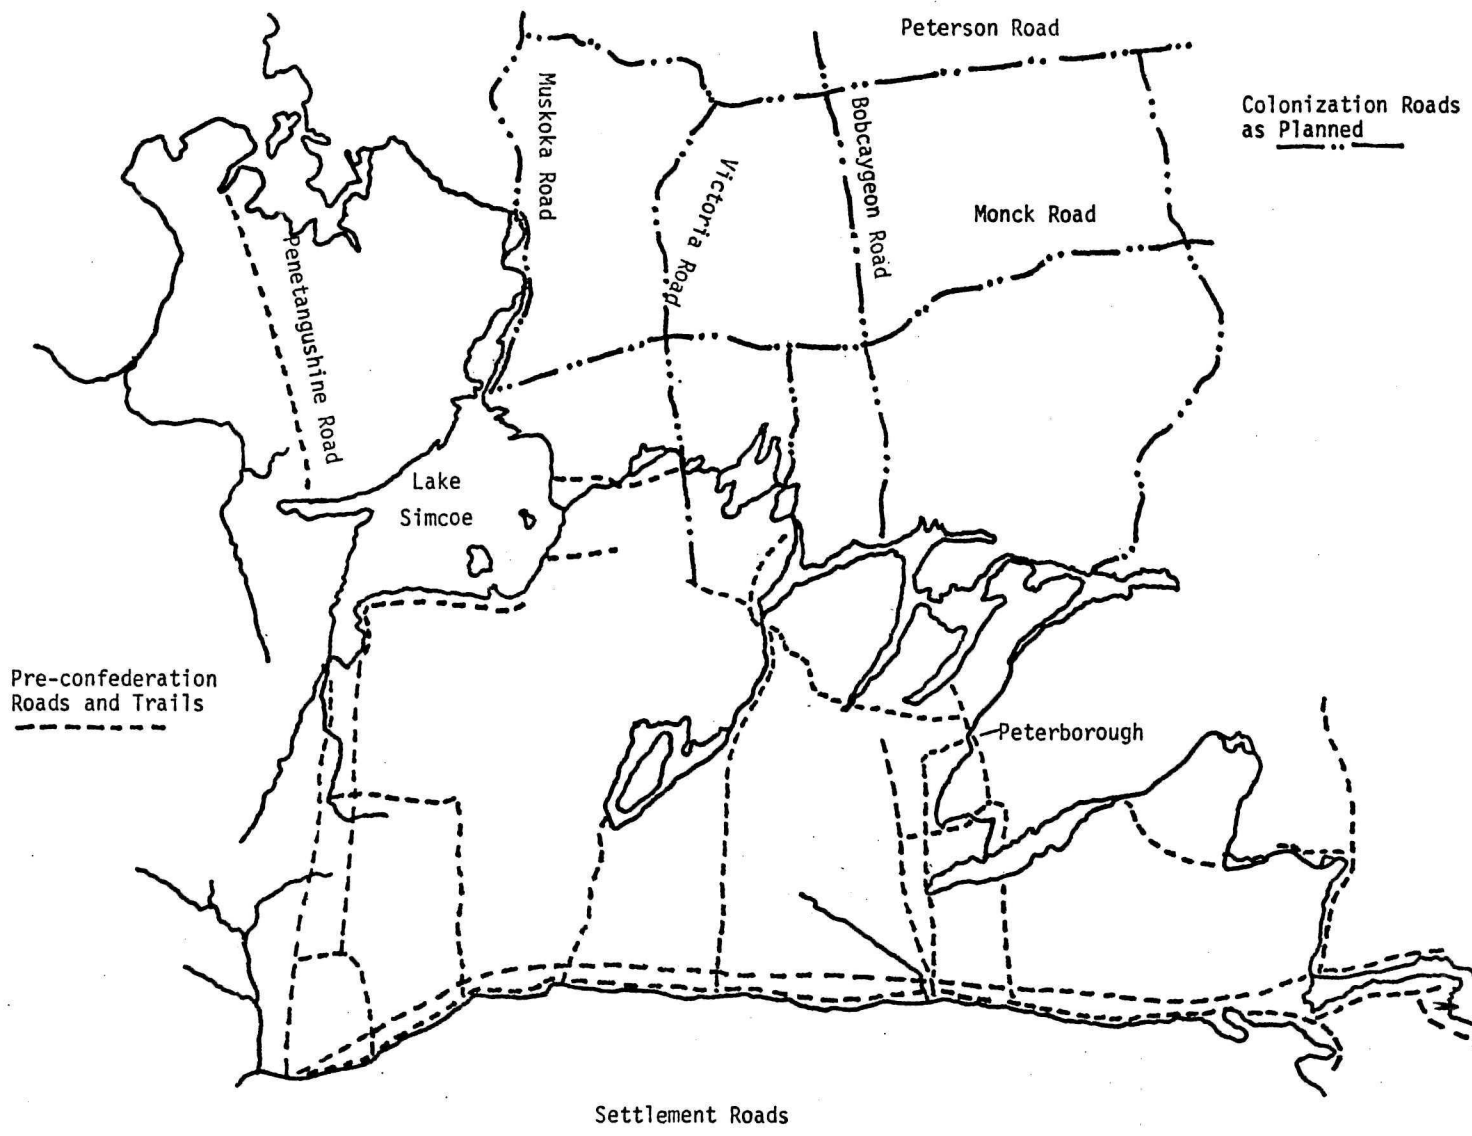 Peterson Road
Colonization Roads
as Planned
Muskoka Road
Bobcaygeon Road
Victoria Road
Monck Road
Penetangushine Road
Lake
Simcoe
Pre-confederation
Roads and Trails
Peterborough
Settlement Roads